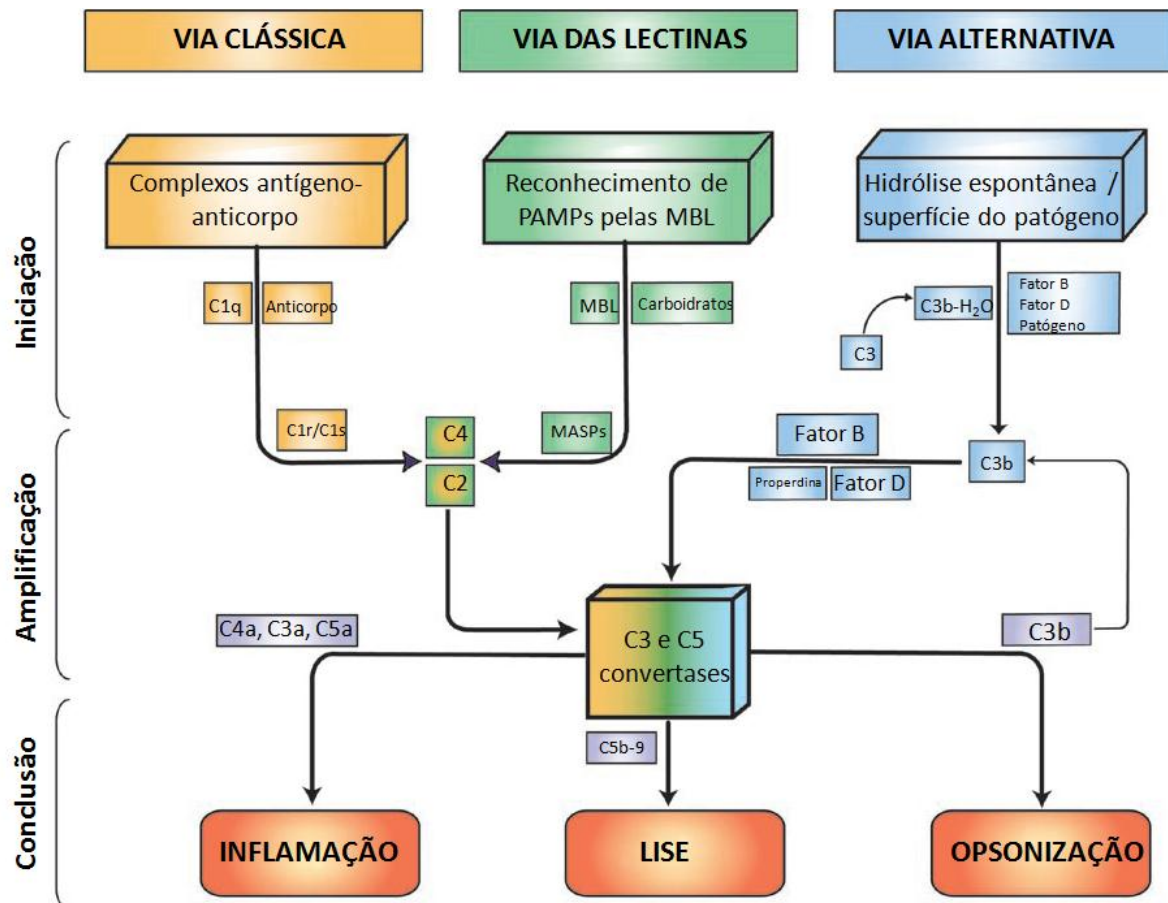 VIA CLÁSSICA
VIA DAS LECTINAS
VIA ALTERNATIVA
Iniciação
Complexos antígeno-
anticorpo
Reconhecimento de
PAMPs pelas MBL
Hidrólise espontânea /
superfície do patógeno
C1q
Anticorpo
MBL
Carboidratos
C3
C3b-H₂O
Fator B
Fator D
Patógeno
Amplificação
C1r/C1s
C4
C2
MASPs
Fator B
Properdina
Fator D
C3b
C4a, C3a, C5a
C3 e C5
convertases
C3b
Conclusão
C5b-9
INFLAMAÇÃO
LISE
OPSONIZAÇÃO